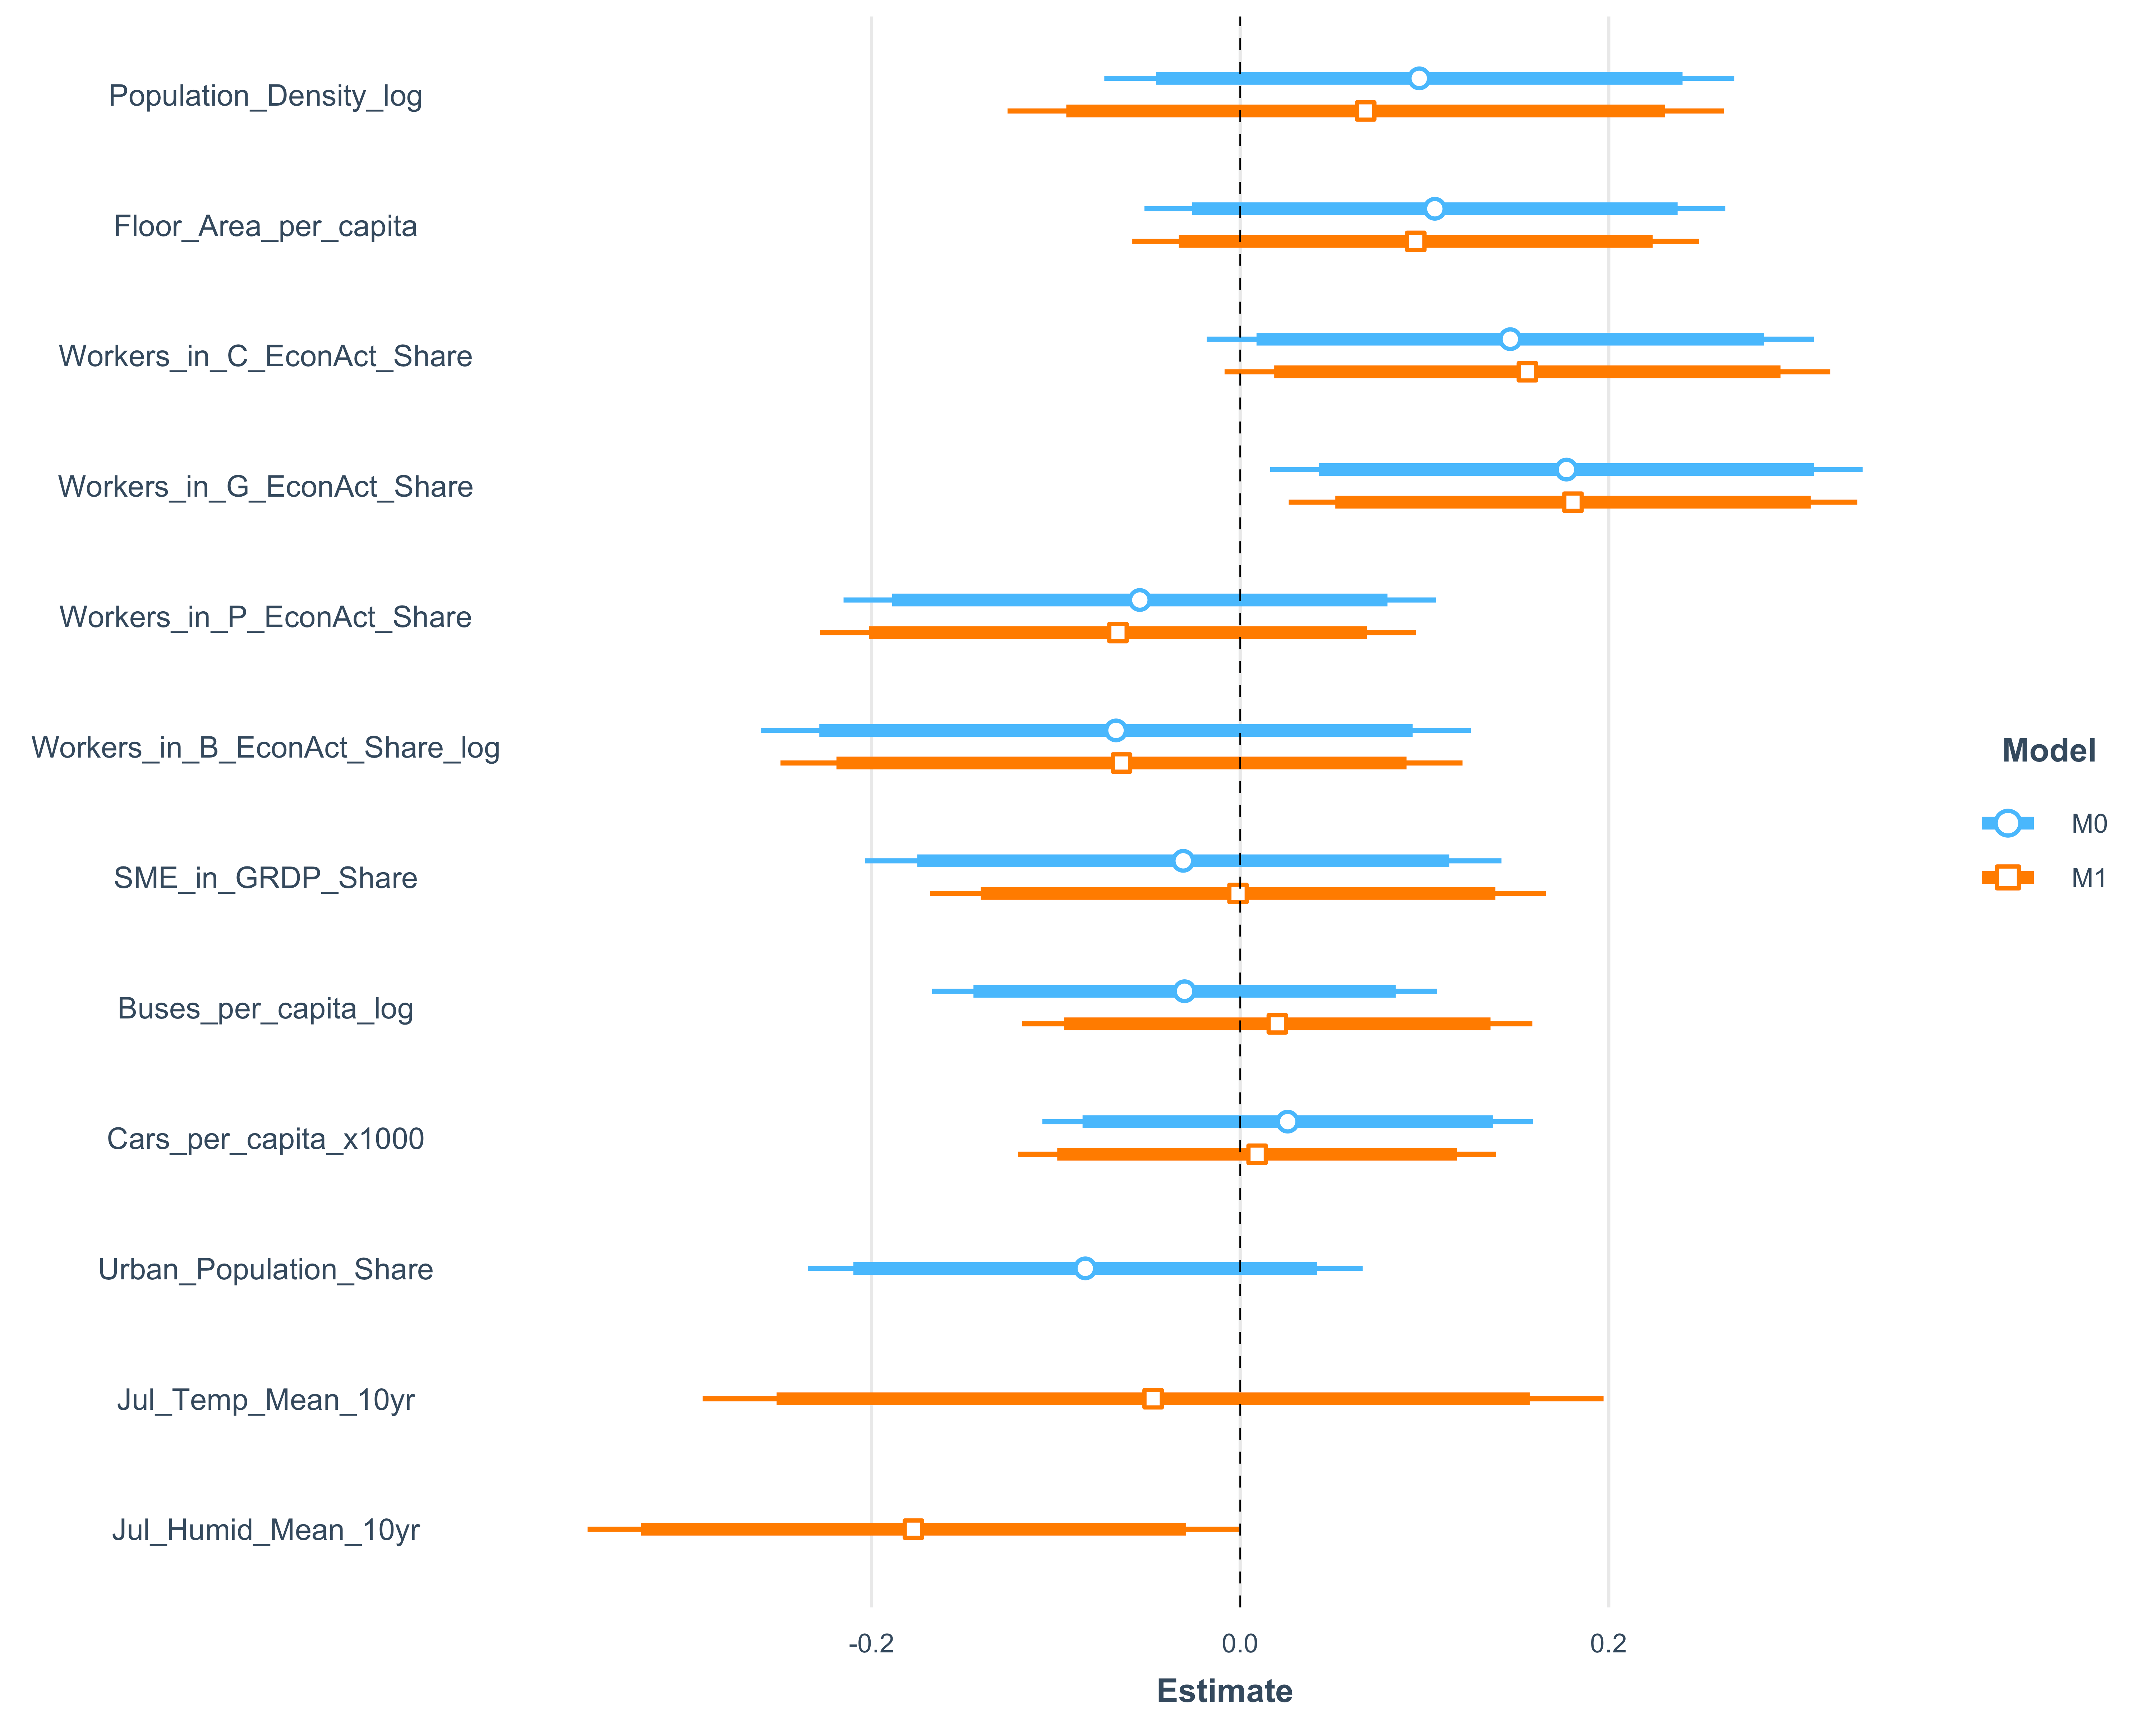 Population_Density_log
Floor_Area_per_capita
Workers_in_C_EconAct_Share
Workers_in_G_EconAct_Share
Workers_in_P_EconAct_Share
Workers_in_B_EconAct_Share_log
SME_in_GRDP_Share
Buses_per_capita_log
Cars_per_capita_x1000
Urban_Population_Share
Jul_Temp_Mean_10yr
Jul_Humid_Mean_10yr
-0.2 0.0 0.2
Estimate
Model
M0
M1